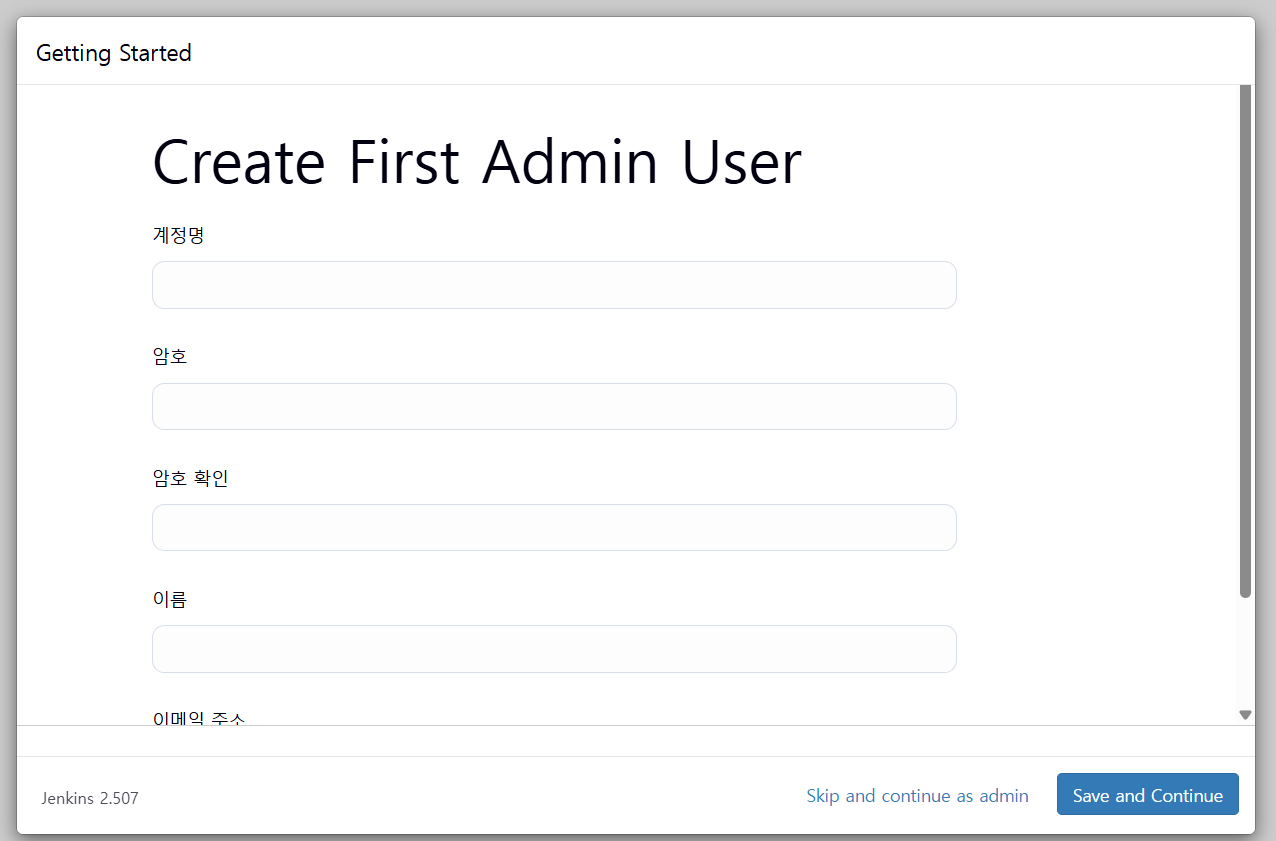 Getting Started
Create First Admin User
계정명
암호
암호 확인
이름
이메일 주소
Jenkins 2.507
Skip and continue as admin
Save and Continue